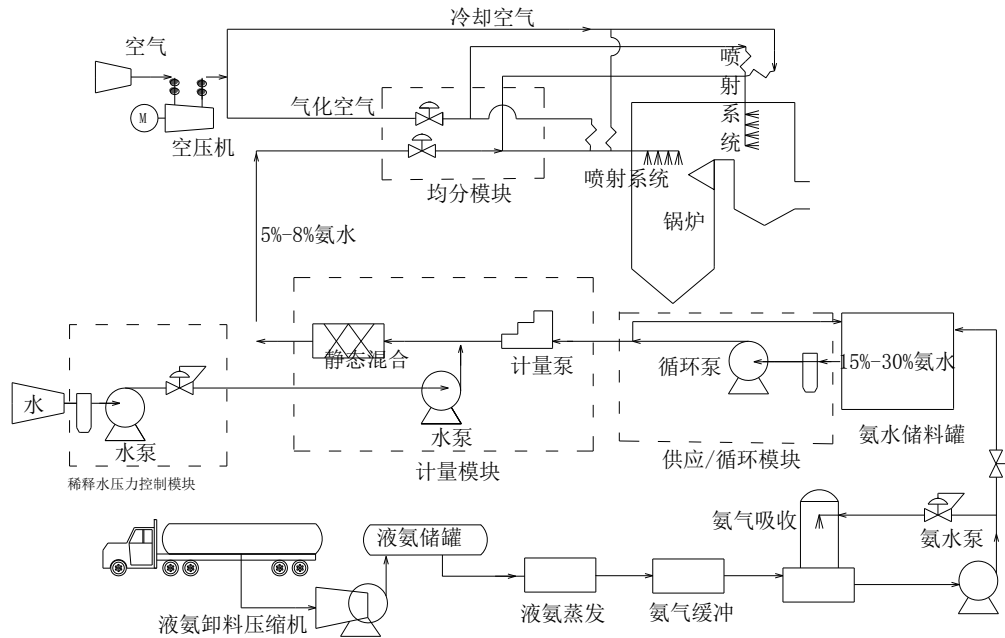 冷却空气
空气
喷射系统
气化空气
M
空压机
喷射系统
均分模块
锅炉
5%-8%氨水
静态混合
计量泵
循环泵
15%-30%氨水
水
水泵
水泵
氨水储料罐
计量模块
供应/循环模块
稀释水压力控制模块
氨气吸收
液氨储罐
氨水泵
液氨卸料压缩机
液氨蒸发
氨气缓冲